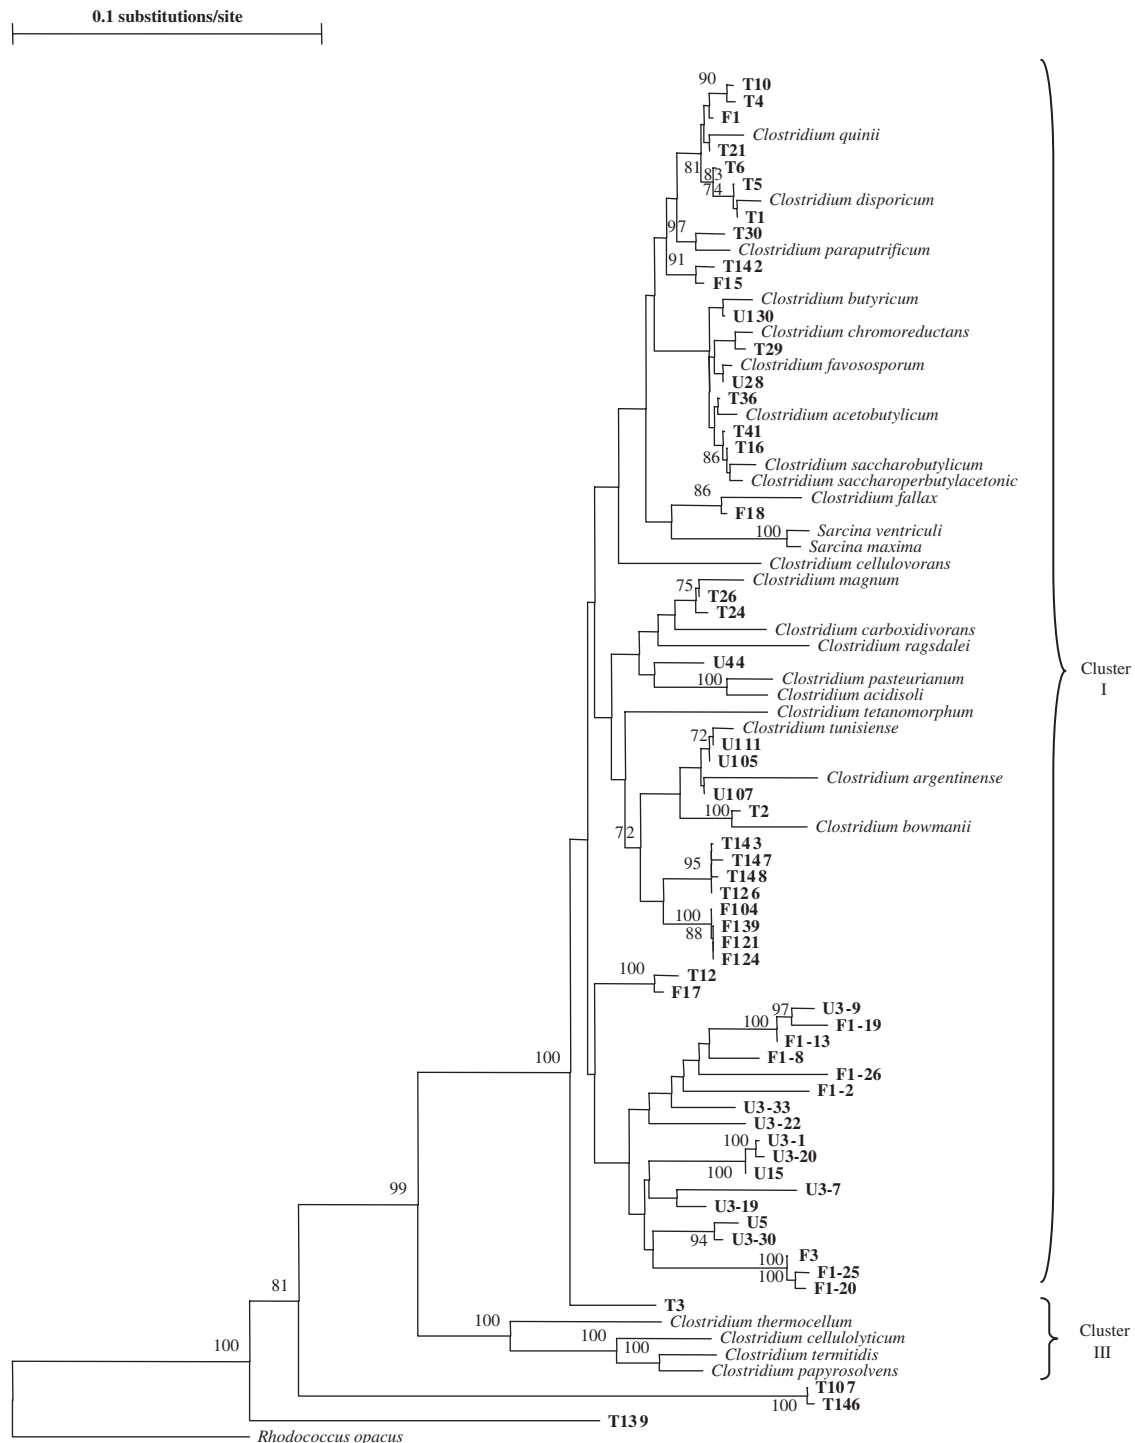 0.1 substitutions/site
90
T10
T4
F1
Clostridium quinii
T21
81
83
T6
74
T5
Clostridium disporicum
T1
97
T30
Clostridium paraputrificum
91
T142
F15
Clostridium butyricum
U130
Clostridium chromoreductans
T29
Clostridium favososporum
U28
T36
Clostridium acetobutylicum
T41
T16
86
Clostridium saccharobutylicum
Clostridium saccharoperbutylacetonic
86
Clostridium fallax
F18
100
Sarcina ventriculi
Sarcina maxima
Clostridium cellulovorans
75
Clostridium magnum
T26
T24
Clostridium carboxidivorans
Clostridium ragsdalei
U44
100
Clostridium pasteurianum
Clostridium acidisoli
Cluster
I
Clostridium tetanomorphum
72
Clostridium tunisiense
U111
U105
Clostridium argentinense
U107
100
T2
Clostridium bowmanii
72
T143
95
T147
T148
T126
100
F104
88
F139
F121
F124
100
T12
F17
97
U3-9
100
F1-19
F1-13
100
F1-8
F1-26
F1-2
U3-33
U3-22
100
U3-1
U3-20
100
U15
99
U3-7
U3-19
U5
94
U3-30
100
F3
100
F1-25
F1-20
81
T3
100
Clostridium thermocellum
100
Clostridium cellulolyticum
100
Clostridium termitidis
Clostridium papyrosolvens
Cluster
III
100
T107
100
T146
T139
Rhodococcus opacus